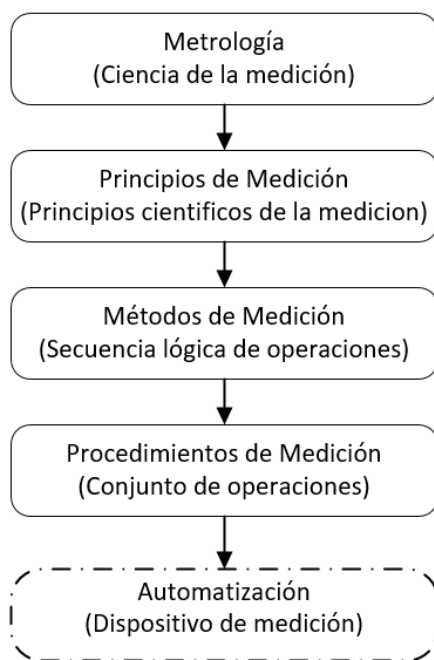 Metrología
(Ciencia de la medición)
Principios de Medición
(Principios cientificos de la medicion)
Métodos de Medición
(Secuencia lógica de operaciones)
Procedimientos de Medición
(Conjunto de operaciones)
Automatización
(Dispositivo de medición)